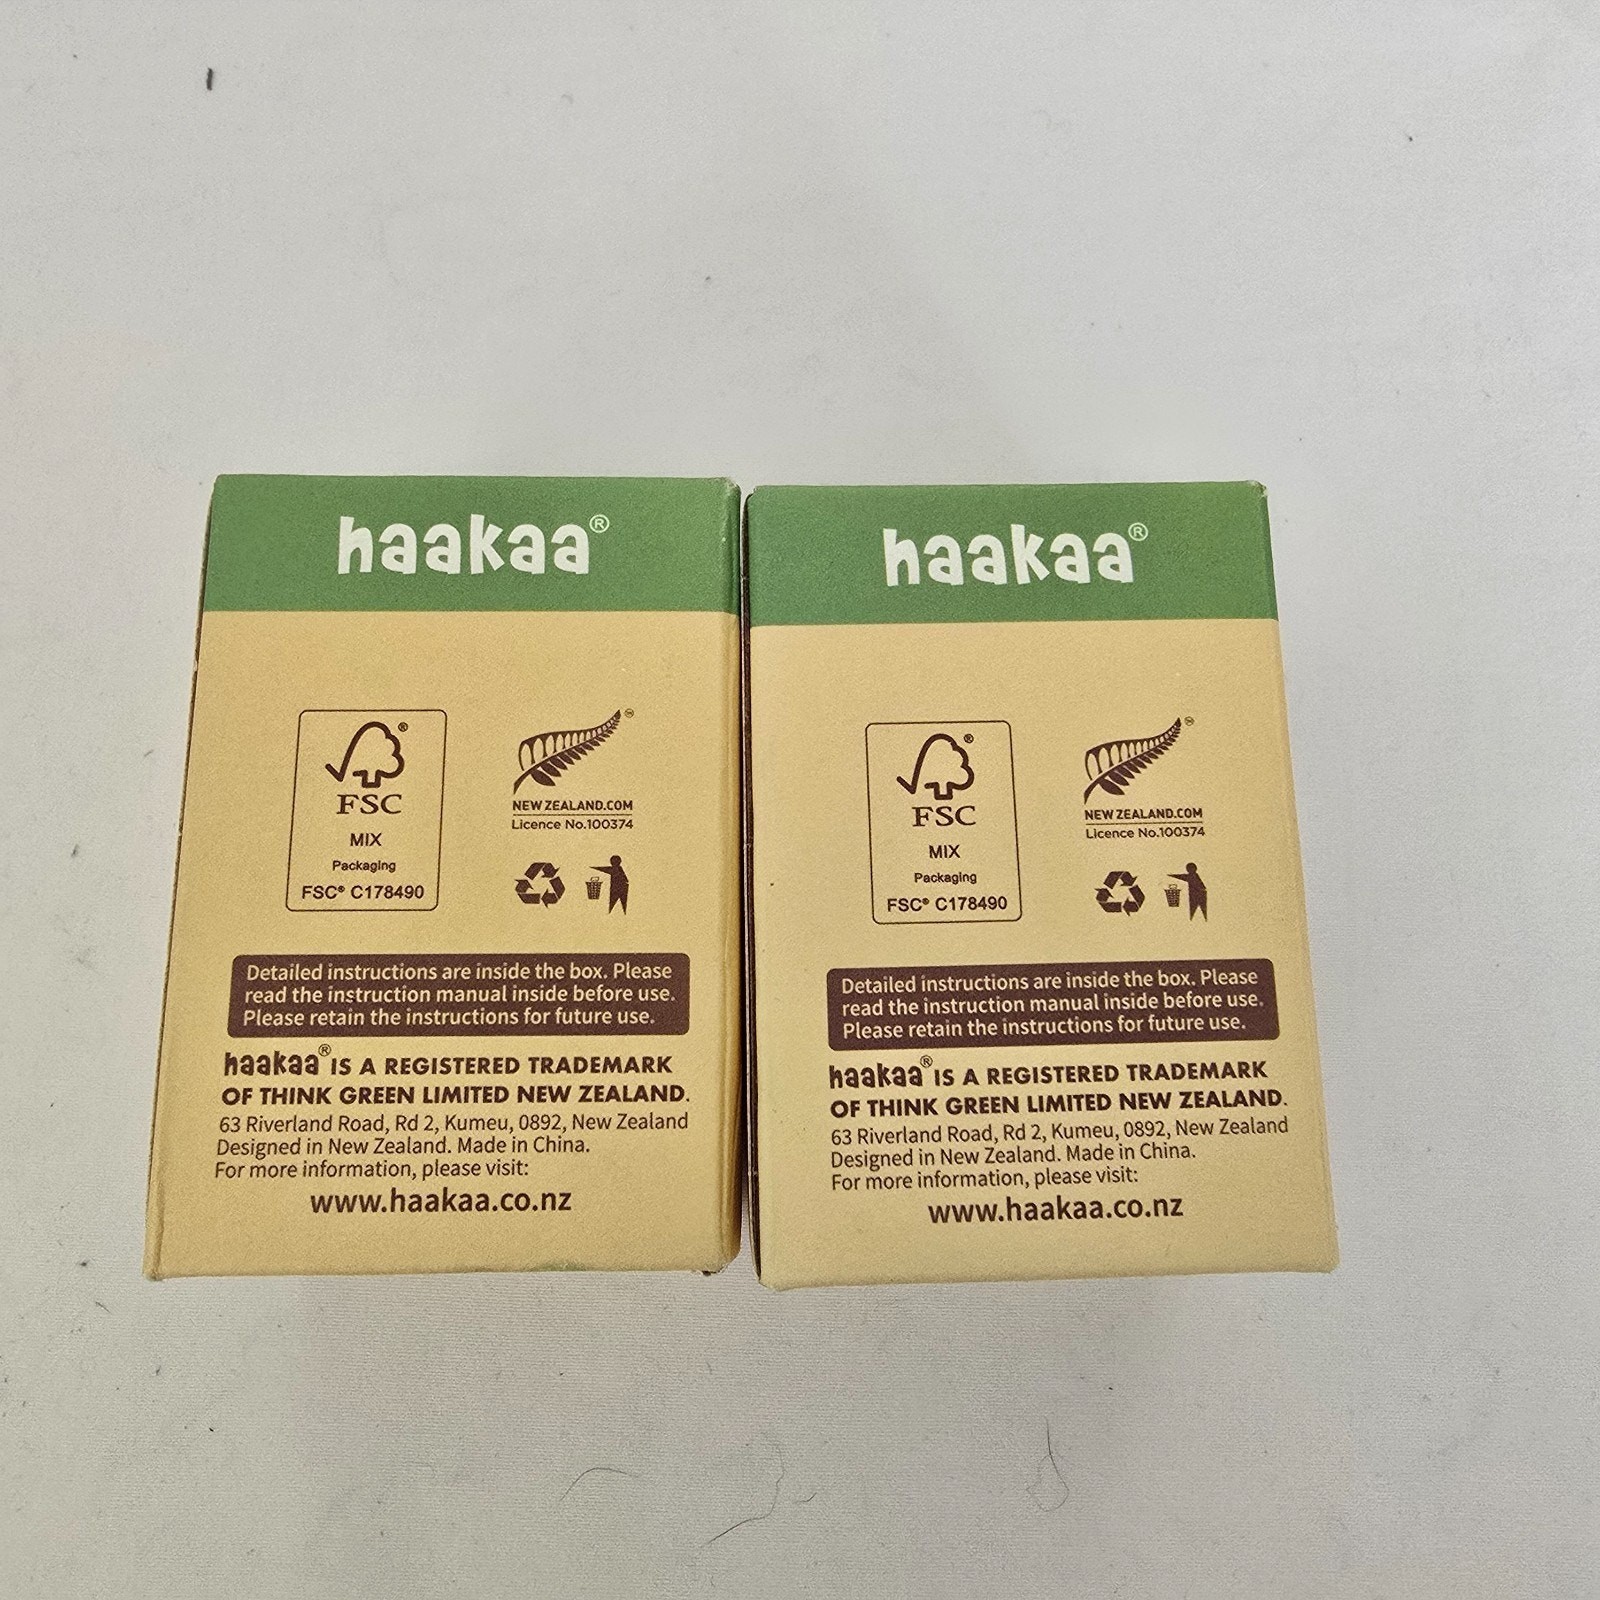 haakaa®
FSC®
MIX
Packaging
FSC® C178490
NEW ZEALAND.COM
Licence No.100374
Detailed instructions are inside the box. Please
read the instruction manual inside before use.
Please retain the instructions for future use.
haakaa® IS A REGISTERED TRADEMARK
OF THINK GREEN LIMITED NEW ZEALAND.
63 Riverland Road, Rd 2, Kumeu, 0892, New Zealand
Designed in New Zealand. Made in China.
For more information, please visit:
www.haakaa.co.nz
haakaa®
FSC®
MIX
Packaging
FSC® C178490
NEW ZEALAND.COM
Licence No.100374
Detailed instructions are inside the box. Please
read the instruction manual inside before use.
Please retain the instructions for future use.
haakaa® IS A REGISTERED TRADEMARK
OF THINK GREEN LIMITED NEW ZEALAND.
63 Riverland Road, Rd 2, Kumeu, 0892, New Zealand
Designed in New Zealand. Made in China.
For more information, please visit:
www.haakaa.co.nz